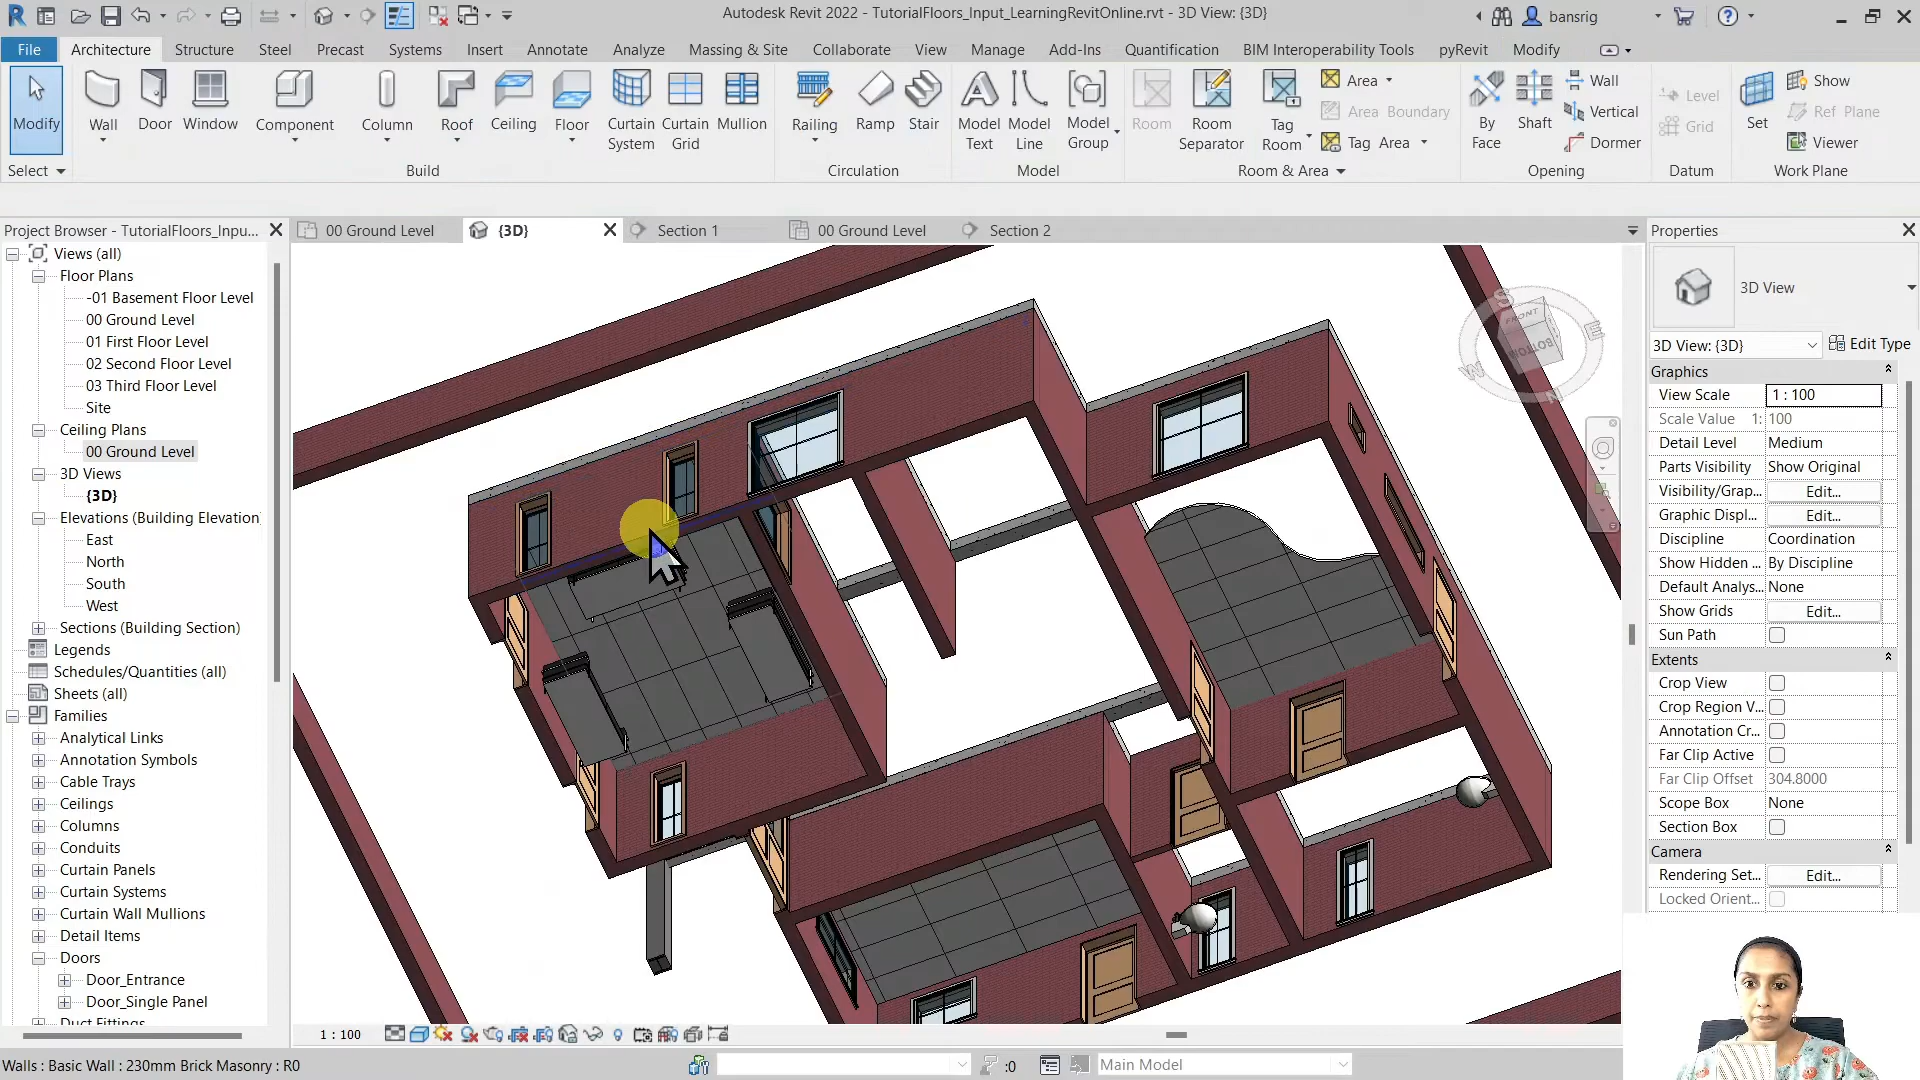 Autodesk Revit 2022 - TutorialFloors_Input_LearningRevitOnline.rvt - 3D View: {3D}
bansrig
File Architecture Structure Steel Precast Systems Insert Annotate Analyze Massing & Site Collaborate View Manage Add-Ins Quantification BIM Interoperability Tools pyRevit Modify
Modify Wall Door Window Component Column Roof Ceiling Floor Curtain System Curtain Grid Mullion Railing Ramp Stair Model Text Model Line Model Group Room Room Separator Tag Room
Area
Area Boundary
Tag Area
By Face Shaft
Wall
Vertical
Dormer
Level
Grid
Set
Show
Ref Plane
Viewer
Select Build Circulation Model Room & Area Opening Datum Work Plane
Project Browser - TutorialFloors_Inpu...
00 Ground Level {3D} Section 1 00 Ground Level Section 2
Views (all)
Floor Plans
-01 Basement Floor Level
00 Ground Level
01 First Floor Level
02 Second Floor Level
03 Third Floor Level
Site
Ceiling Plans
00 Ground Level
3D Views
{3D}
Elevations (Building Elevation)
East
North
South
West
Sections (Building Section)
Legends
Schedules/Quantities (all)
Sheets (all)
Families
Analytical Links
Annotation Symbols
Cable Trays
Ceilings
Columns
Conduits
Curtain Panels
Curtain Systems
Curtain Wall Mullions
Detail Items
Doors
Door_Entrance
Door_Single Panel
Duct Fittings
S
E
W
N
FRONT
BOTTOM
Properties
3D View
3D View: {3D} Edit Type
Graphics
View Scale 1 : 100
Scale Value 1: 100
Detail Level Medium
Parts Visibility Show Original
Visibility/Grap... Edit...
Graphic Displ... Edit...
Discipline Coordination
Show Hidden ... By Discipline
Default Analys... None
Show Grids Edit...
Sun Path
Extents
Crop View
Crop Region V...
Annotation Cr...
Far Clip Active
Far Clip Offset 304.8000
Scope Box None
Section Box
Camera
Rendering Set... Edit...
Locked Orient...
1 : 100
Walls : Basic Wall : 230mm Brick Masonry : R0
:0
Main Model